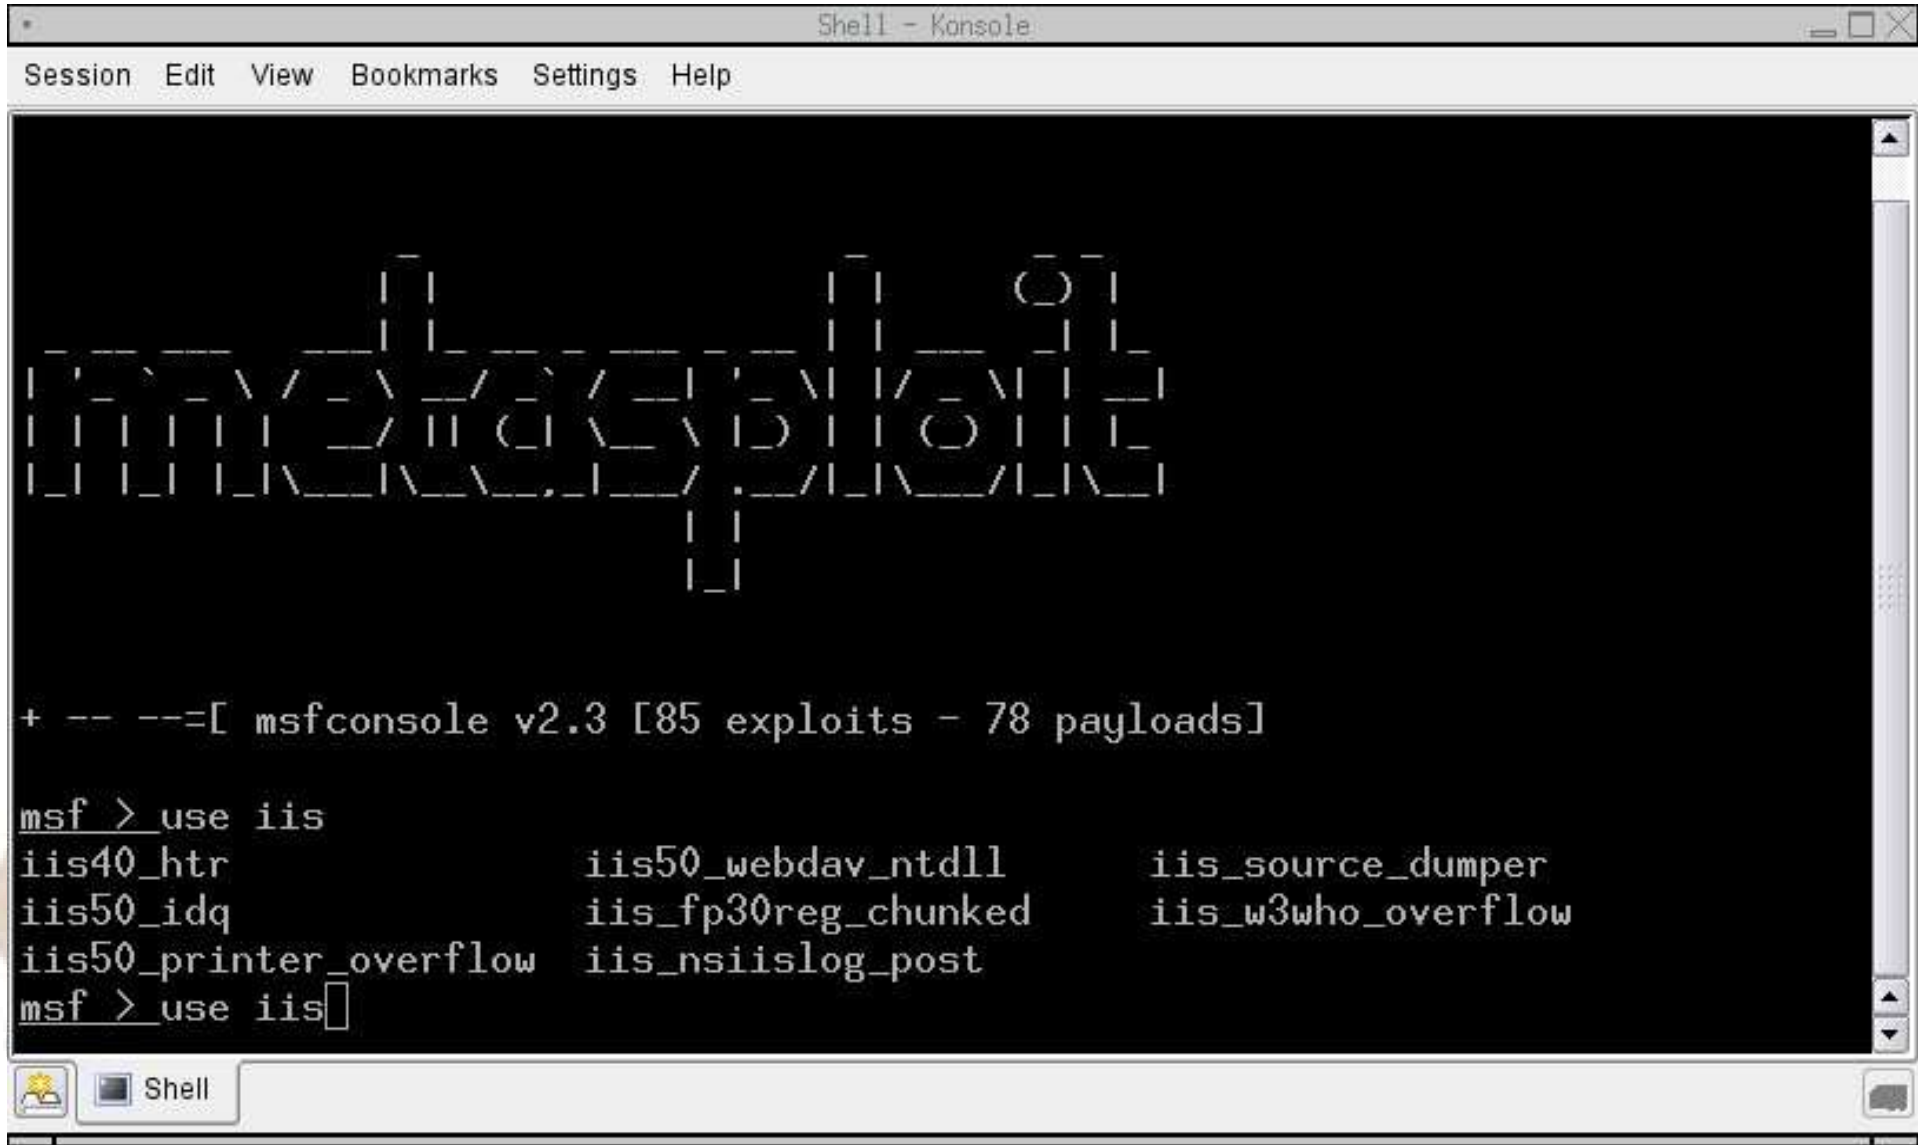 Shell - Konsole
Session Edit View Bookmarks Settings Help
metasploit
+ -- --=[ msfconsole v2.3 [85 exploits - 78 payloads]
msf > use iis
iis40_htr iis50_webdav_ntdll iis_source_dumper
iis50_idq iis_fp30reg_chunked iis_w3who_overflow
iis50_printer_overflow iis_nsiislog_post
msf > use iis
Shell